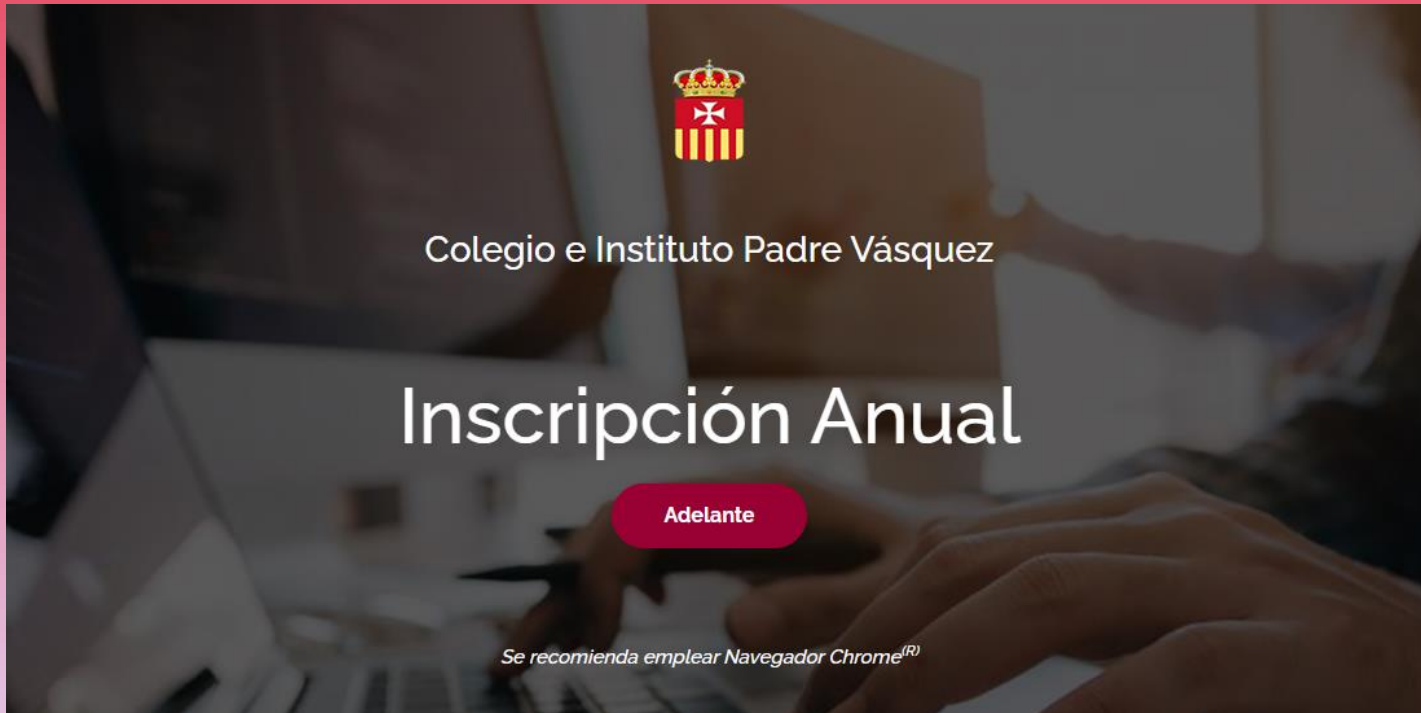 Colegio e Instituto Padre Vásquez
Inscripción Anual
Adelante
Se recomienda emplear Navegador Chrome(R)